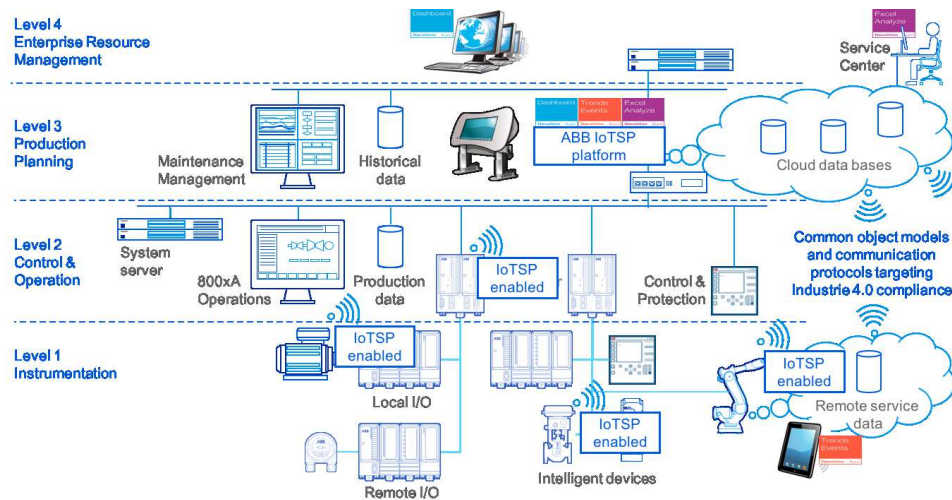 Level 4
Enterprise Resource
Management
Dashboard
Excel
Analyze
Service
Center
Level 3
Production
Planning
Maintenance
Management
Historical
data
Dashboard
Trends
Events
Excel
Analyze
ABB IoTSP
platform
Cloud data bases
Level 2
Control &
Operation
System
server
800xA
Operations
Production
data
IoTSP
enabled
Control &
Protection
Common object models
and communication
protocols targeting
Industrie 4.0 compliance
Level 1
Instrumentation
IoTSP
enabled
Local I/O
ABB
Remote I/O
IoTSP
enabled
Intelligent devices
IoTSP
enabled
Remote service
data
Trends
Events